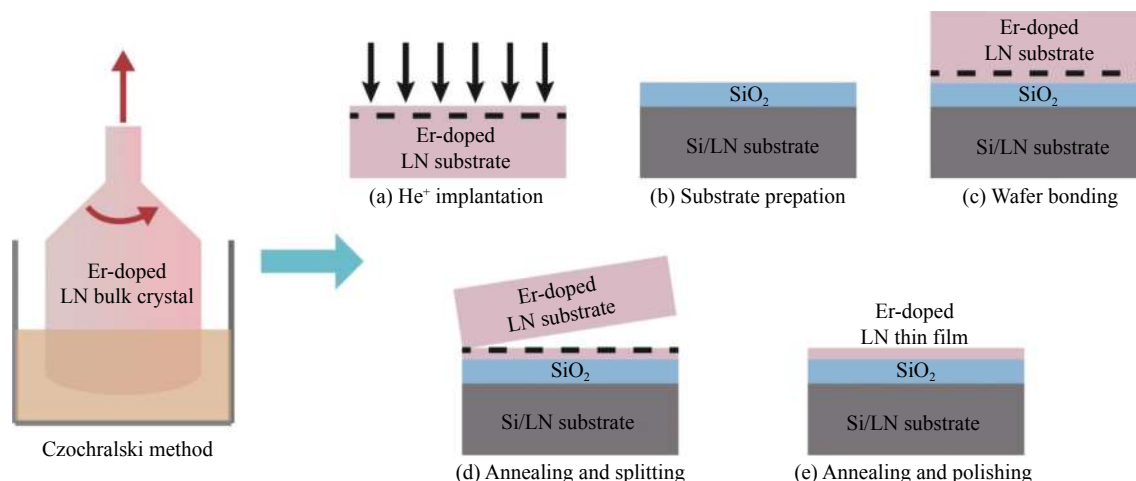 Er-doped
LN bulk crystal
Czochralski method
Er-doped
LN substrate
(a) He⁺ implantation
SiO₂
Si/LN substrate
(b) Substrate prepation
Er-doped
LN substrate
SiO₂
Si/LN substrate
(c) Wafer bonding
Er-doped
LN substrate
SiO₂
Si/LN substrate
(d) Annealing and splitting
Er-doped
LN thin film
SiO₂
Si/LN substrate
(e) Annealing and polishing